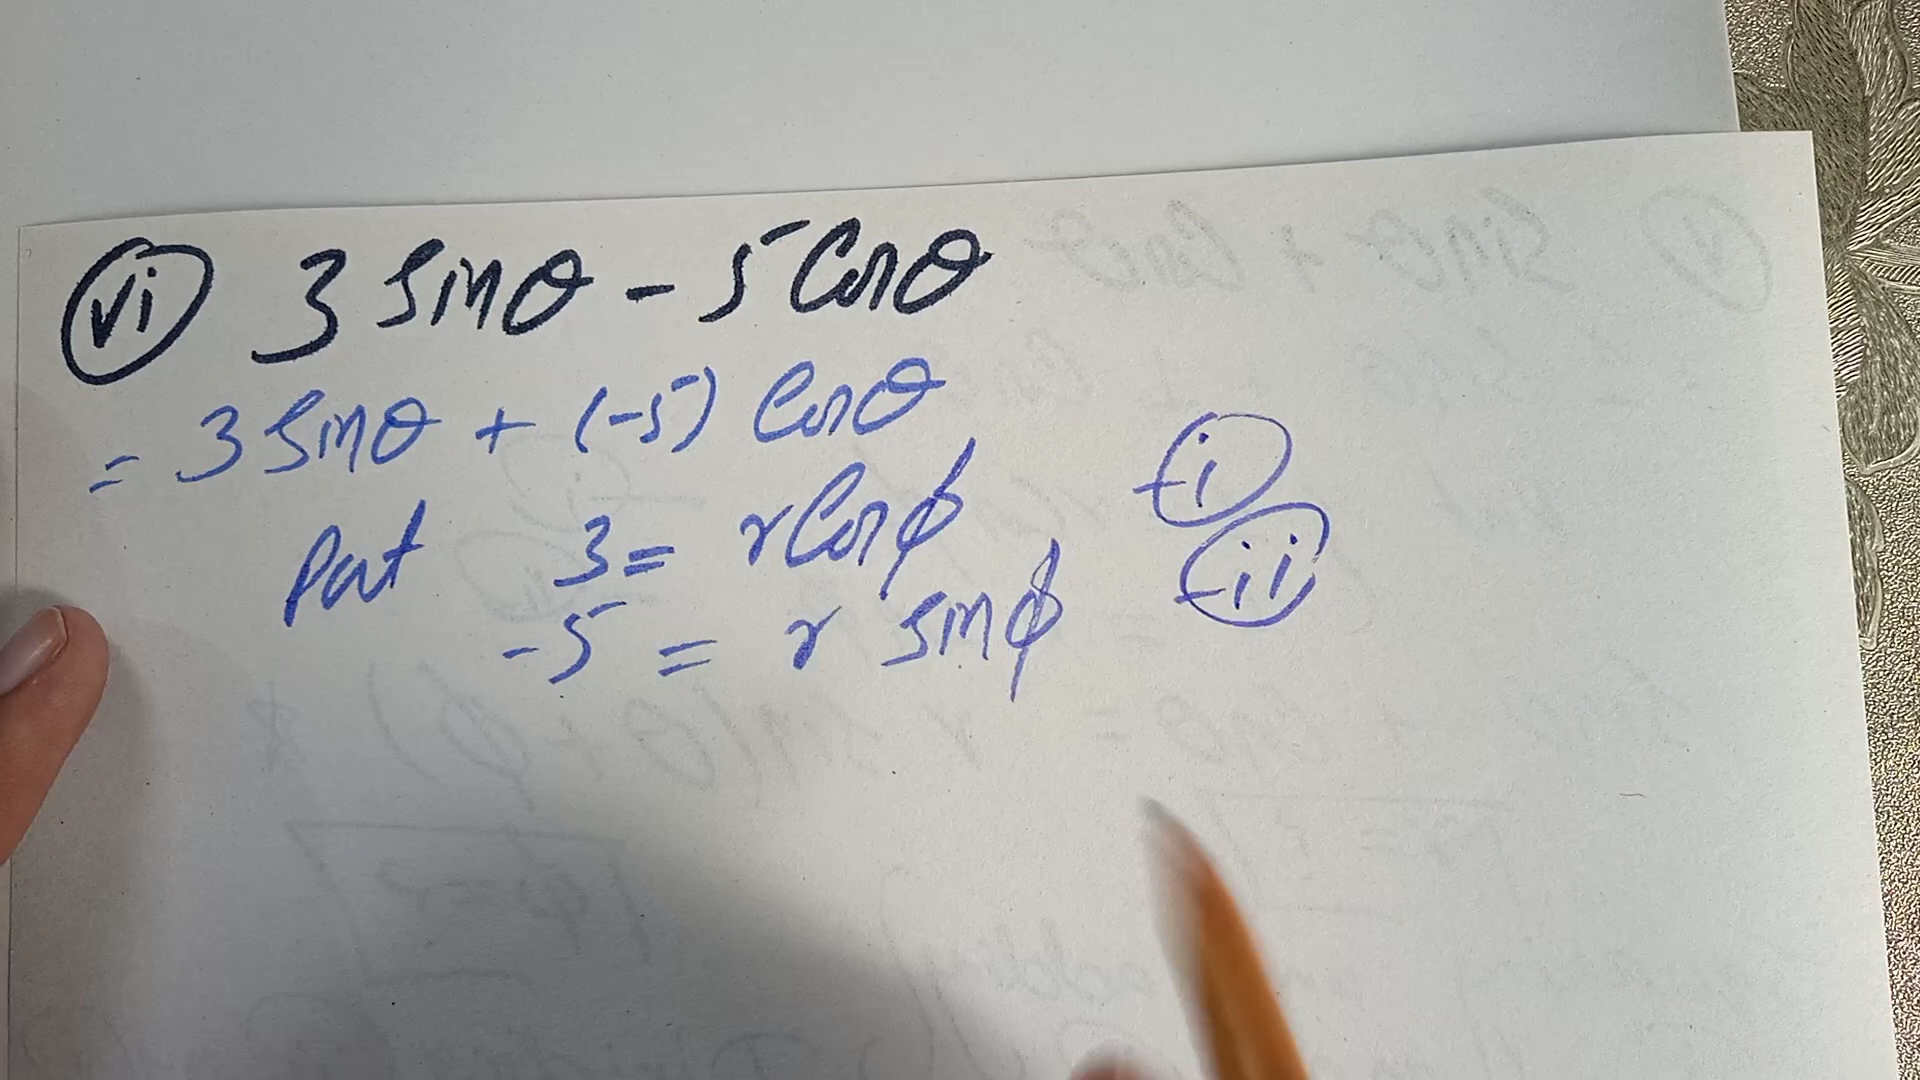 (vi) 3 Sinθ - 5 Cosθ
= 3 Sinθ + (-5) Cosθ
Put 3 = r Cosϕ - (i)
-5 = r Sinϕ - (ii)